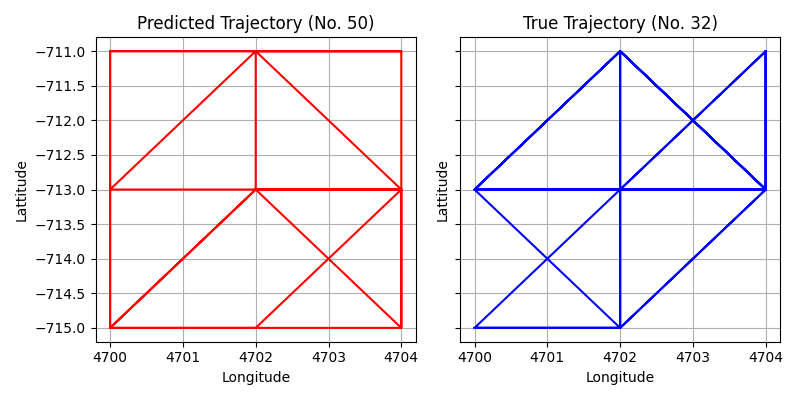 Predicted Trajectory (No. 50)
True Trajectory (No. 32)
Lattitude
−711.0
−711.5
−712.0
−712.5
−713.0
−713.5
−714.0
−714.5
−715.0
4700 4701 4702 4703 4704
Longitude
Lattitude
4700 4701 4702 4703 4704
Longitude